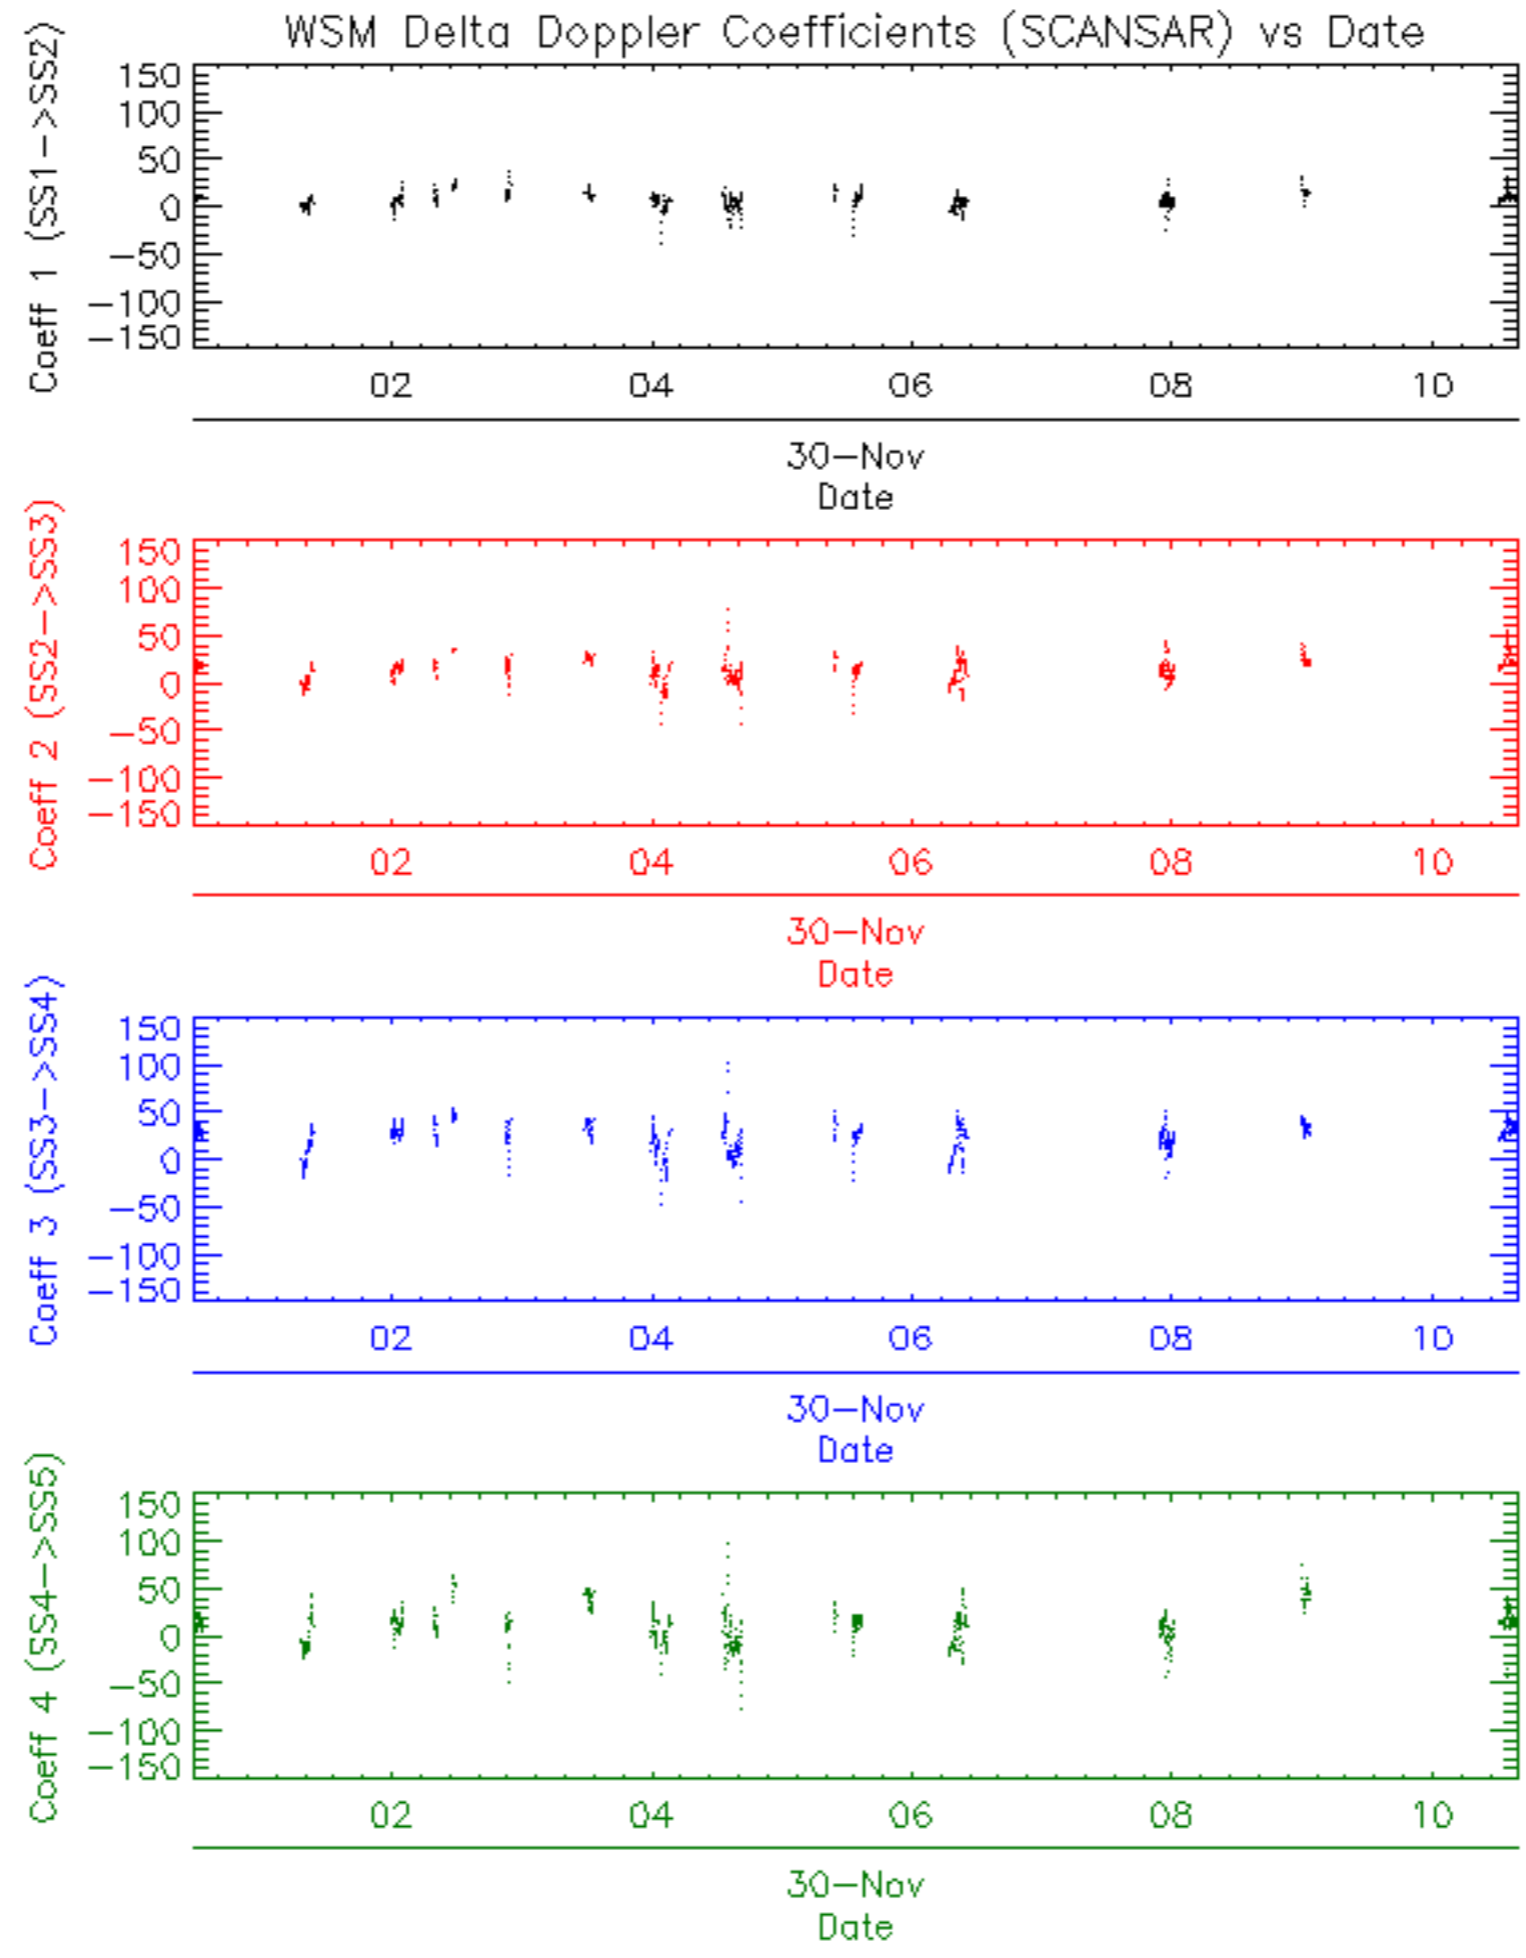 WSM Delta Doppler Coefficients (SCANSAR) vs Date
Coeff 1 (SS1->SS2)
150
100
50
0
-50
-100
-150
02 04 06 08 10
30-Nov
Date
Coeff 2 (SS2->SS3)
150
100
50
0
-50
-100
-150
02 04 06 08 10
30-Nov
Date
Coeff 3 (SS3->SS4)
150
100
50
0
-50
-100
-150
02 04 06 08 10
30-Nov
Date
Coeff 4 (SS4->SS5)
150
100
50
0
-50
-100
-150
02 04 06 08 10
30-Nov
Date